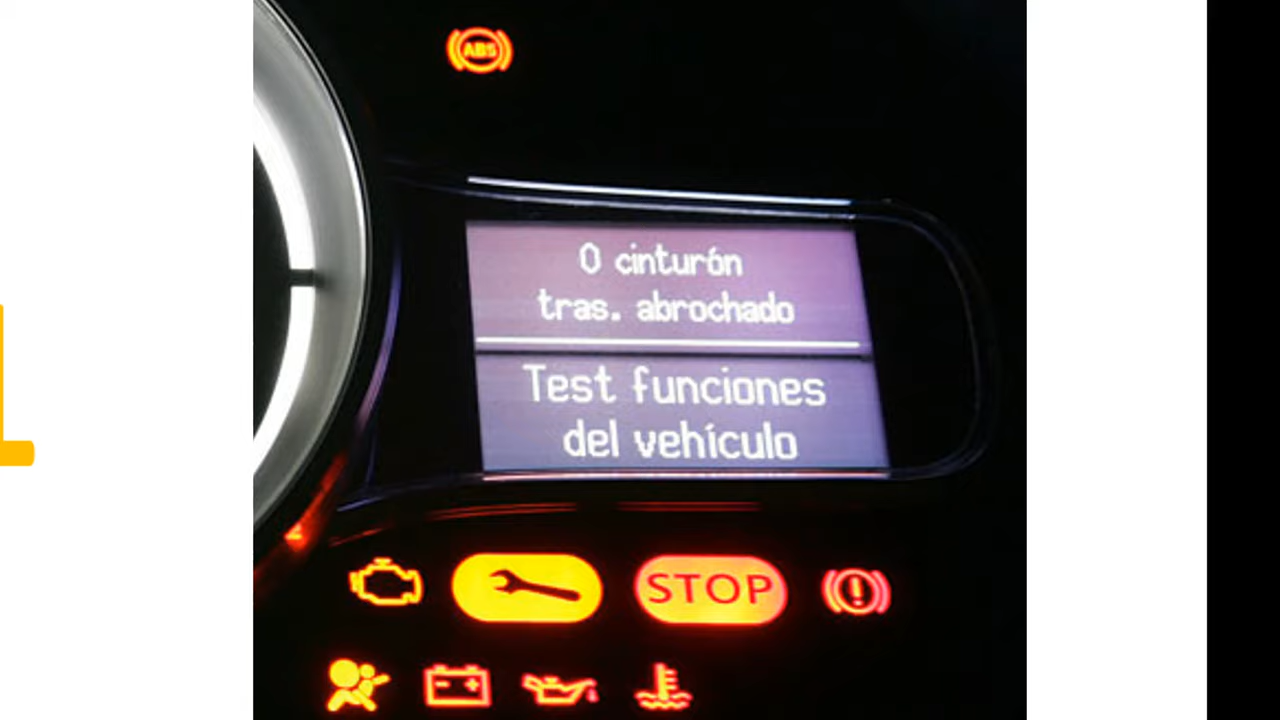 ABS
0 cinturón
tras. abrochado
Test funciones
del vehículo
STOP